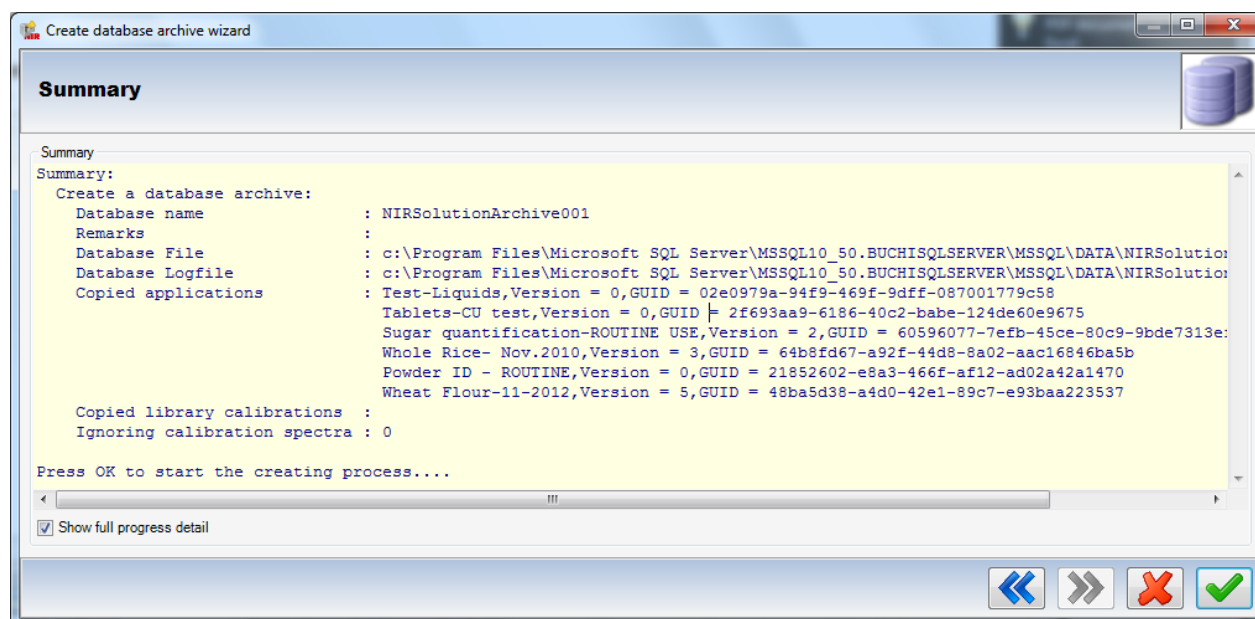 Create database archive wizard
Summary
Summary
Summary:
Create a database archive:
Database name : NIRSolutionArchive001
Remarks :
Database File : c:\Program Files\Microsoft SQL Server\MSSQL10_50.BUCHISQLSERVER\MSSQL\DATA\NIRSolution
Database Logfile : c:\Program Files\Microsoft SQL Server\MSSQL10_50.BUCHISQLSERVER\MSSQL\DATA\NIRSolution
Copied applications : Test-Liquids,Version = 0,GUID = 02e0979a-94f9-469f-9dff-087001779c58
Tablets-CU test,Version = 0,GUID = 2f693aa9-6186-40c2-babe-124de60e9675
Sugar quantification-ROUTINE USE,Version = 2,GUID = 60596077-7efb-45ce-80c9-9bde7313e
Whole Rice- Nov.2010,Version = 3,GUID = 64b8fd67-a92f-44d8-8a02-aac16846ba5b
Powder ID - ROUTINE,Version = 0,GUID = 21852602-e8a3-466f-af12-ad02a42a1470
Wheat Flour-11-2012,Version = 5,GUID = 48ba5d38-a4d0-42e1-89c7-e93baa223537
Copied library calibrations :
Ignoring calibration spectra : 0
Press OK to start the creating process....
Show full progress detail